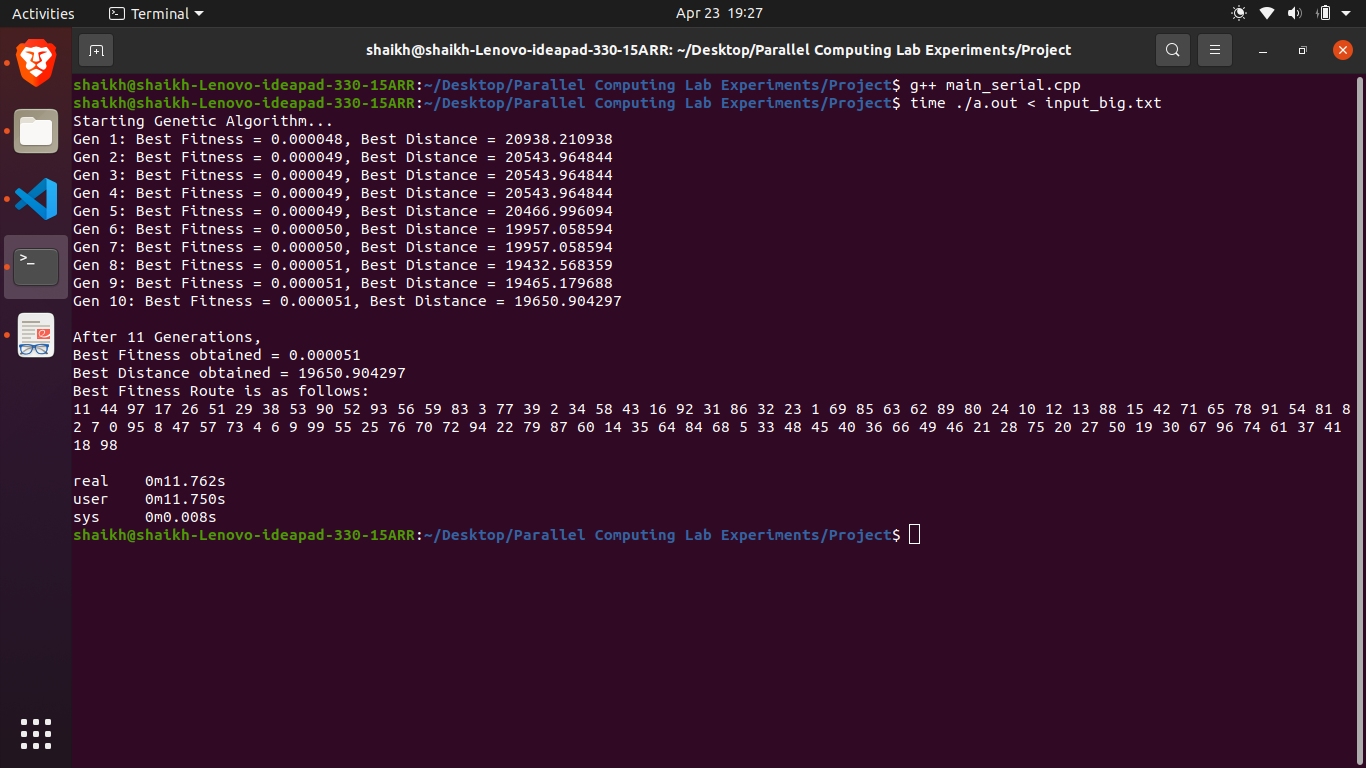 Activities
Terminal
Apr 23 19:27
shaikh@shaikh-Lenovo-ideapad-330-15ARR: ~/Desktop/Parallel Computing Lab Experiments/Project
shaikh@shaikh-Lenovo-ideapad-330-15ARR:~/Desktop/Parallel Computing Lab Experiments/Project$ g++ main_serial.cpp
shaikh@shaikh-Lenovo-ideapad-330-15ARR:~/Desktop/Parallel Computing Lab Experiments/Project$ time ./a.out < input_big.txt
Starting Genetic Algorithm...
Gen 1: Best Fitness = 0.000048, Best Distance = 20938.210938
Gen 2: Best Fitness = 0.000049, Best Distance = 20543.964844
Gen 3: Best Fitness = 0.000049, Best Distance = 20543.964844
Gen 4: Best Fitness = 0.000049, Best Distance = 20543.964844
Gen 5: Best Fitness = 0.000049, Best Distance = 20466.996094
Gen 6: Best Fitness = 0.000050, Best Distance = 19957.058594
Gen 7: Best Fitness = 0.000050, Best Distance = 19957.058594
Gen 8: Best Fitness = 0.000051, Best Distance = 19432.568359
Gen 9: Best Fitness = 0.000051, Best Distance = 19465.179688
Gen 10: Best Fitness = 0.000051, Best Distance = 19650.904297
After 11 Generations,
Best Fitness obtained = 0.000051
Best Distance obtained = 19650.904297
Best Fitness Route is as follows:
11 44 97 17 26 51 29 38 53 90 52 93 56 59 83 3 77 39 2 34 58 43 16 92 31 86 32 23 1 69 85 63 62 89 80 24 10 12 13 88 15 42 71 65 78 91 54 81 8
2 7 0 95 8 47 57 73 4 6 9 99 55 25 76 70 72 94 22 79 87 60 14 35 64 84 68 5 33 48 45 40 36 66 49 46 21 28 75 20 27 50 19 30 67 96 74 61 37 41
18 98
real 0m11.762s
user 0m11.750s
sys 0m0.008s
shaikh@shaikh-Lenovo-ideapad-330-15ARR:~/Desktop/Parallel Computing Lab Experiments/Project$